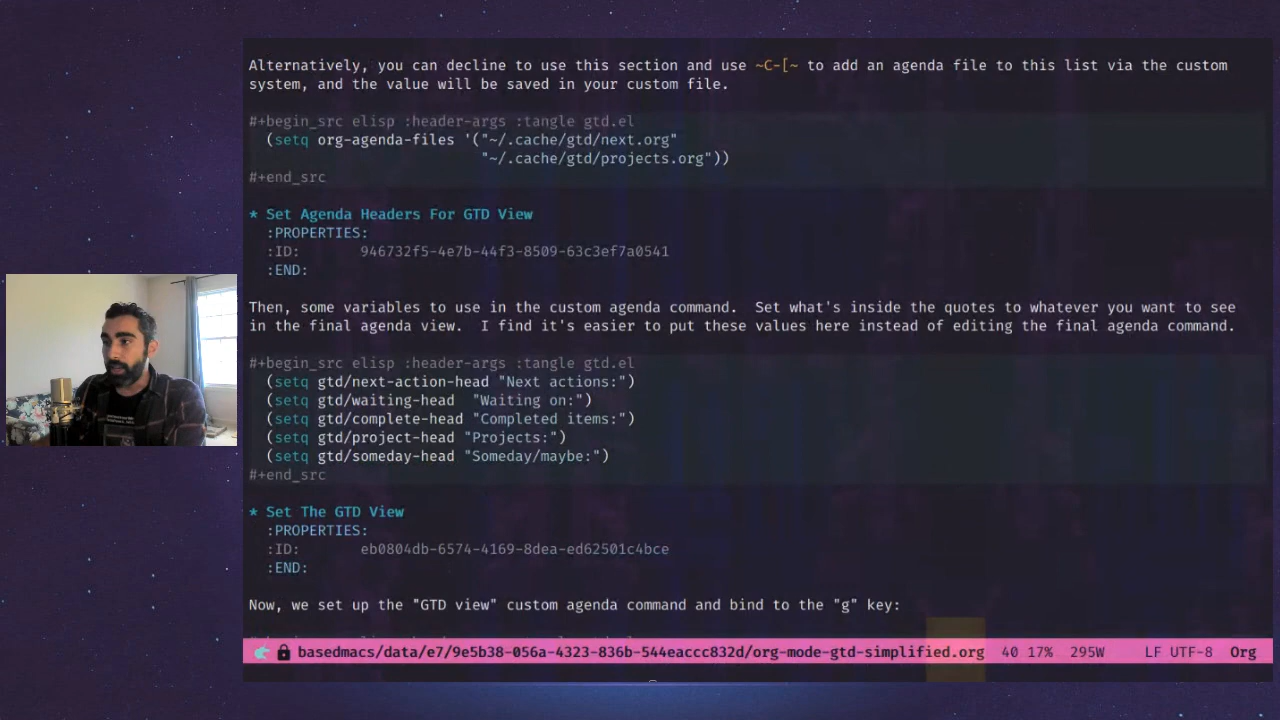 Alternatively, you can decline to use this section and use ~C-[~ to add an agenda file to this list via the custom
system, and the value will be saved in your custom file.
#+begin_src elisp :header-args :tangle gtd.el
(setq org-agenda-files '("~/.cache/gtd/next.org"
"~/.cache/gtd/projects.org"))
#+end_src
* Set Agenda Headers For GTD View
:PROPERTIES:
:ID: 946732f5-4e7b-44f3-8509-63c3ef7a0541
:END:
Then, some variables to use in the custom agenda command.  Set what's inside the quotes to whatever you want to see
in the final agenda view.  I find it's easier to put these values here instead of editing the final agenda command.
#+begin_src elisp :header-args :tangle gtd.el
(setq gtd/next-action-head "Next actions:")
(setq gtd/waiting-head  "Waiting on:")
(setq gtd/complete-head "Completed items:")
(setq gtd/project-head "Projects:")
(setq gtd/someday-head "Someday/maybe:")
#+end_src
* Set The GTD View
:PROPERTIES:
:ID: eb0804db-6574-4169-8dea-ed62501c4bce
:END:
Now, we set up the "GTD view" custom agenda command and bind to the "g" key:
basedmacs/data/e7/9e5b38-056a-4323-836b-544eaccc832d/org-mode-gtd-simplified.org 40 17% 295W LF UTF-8 Org